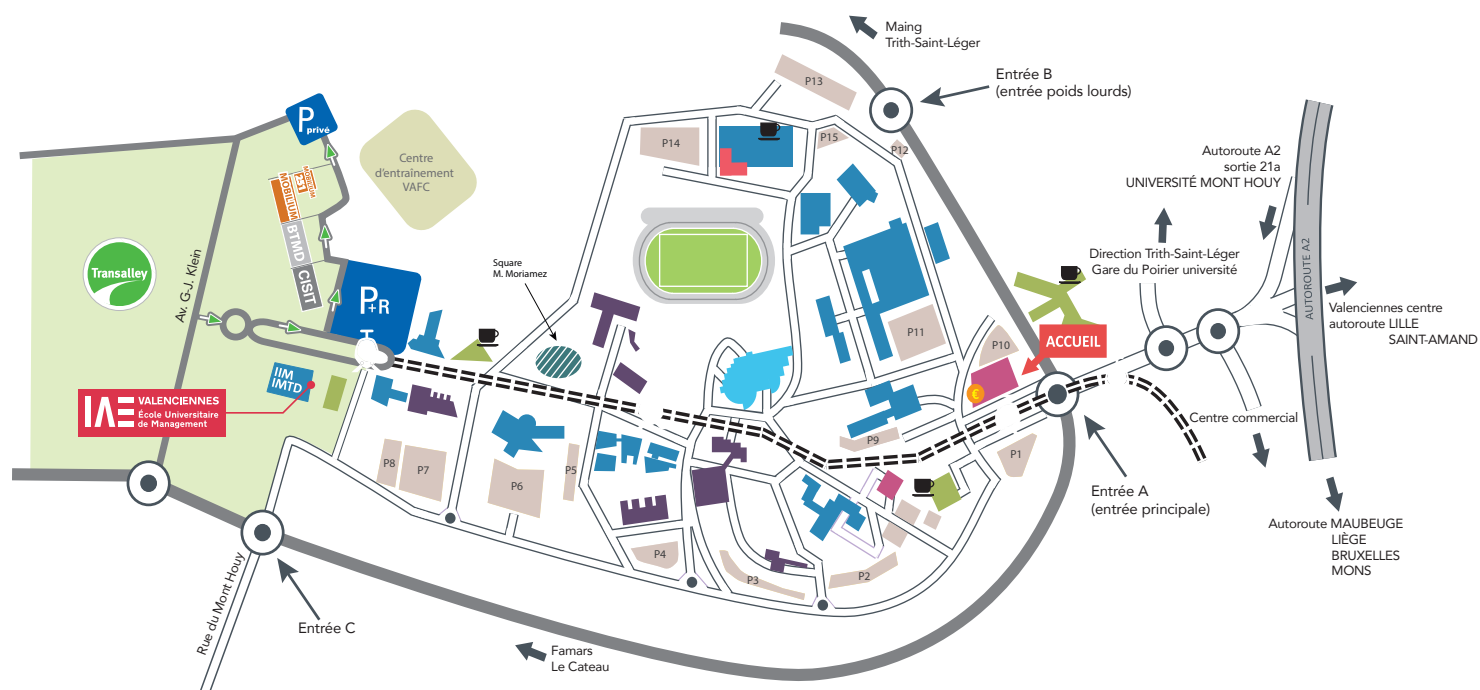 Maing
Trith-Saint-Léger
Entrée B
(entrée poids lourds)
P13
P14
P15
P12
P
privé
Centre
d'entraînement
VAFC
MOBILIUM
MOBILIUM
BTMD
CISIT
Transalley
Av. G-J. Klein
P+R
T
Square
M. Moriamez
Autoroute A2
sortie 21a
UNIVERSITÉ MONT HOUY
Direction Trith-Saint-Léger
Gare du Poirier université
AUTOROUTE A2
Valenciennes centre
autoroute LILLE
SAINT-AMAND
P11
P10
ACCUEIL
€
IIM
IMTD
IAE
VALENCIENNES
École Universitaire
de Management
Centre commercial
P9
P1
P8
P7
P6
P5
P4
P3
P2
Entrée A
(entrée principale)
Autoroute MAUBEUGE
LIÈGE
BRUXELLES
MONS
Rue du Mont Houy
Entrée C
Famars
Le Cateau